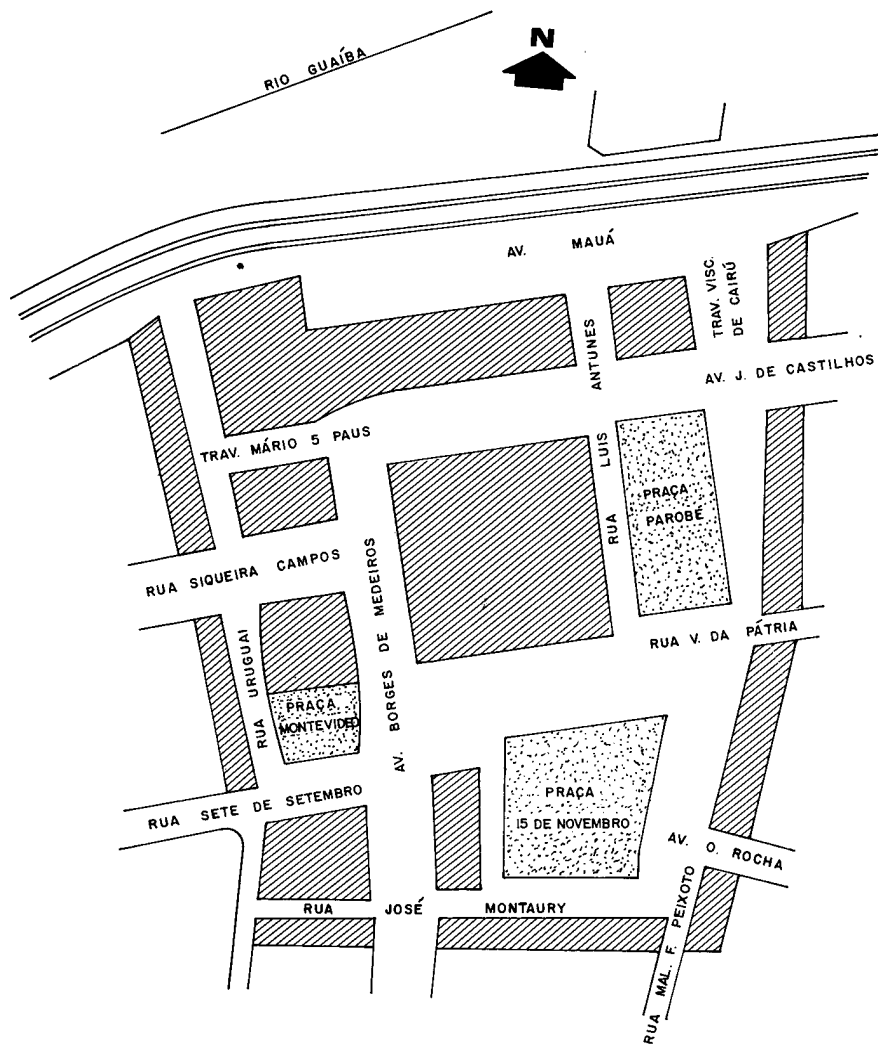 RIO GUAÍBA
N
AV. MAUÁ
TRAV. VISC.
DE CAIRÚ
AV. J. DE CASTILHOS
RUA LUIS ANTUNES
TRAV. MÁRIO 5 PAUS
PRAÇA
PAROBÉ
RUA SIQUEIRA CAMPOS
AV. BORGES DE MEDEIROS
RUA V. DA PÁTRIA
RUA URUGUAI
PRAÇA
MONTEVIDEO
RUA SETE DE SETEMBRO
PRAÇA
15 DE NOVEMBRO
AV. O. ROCHA
RUA JOSÉ MONTAURY
RUA MAL. F. PEIXOTO